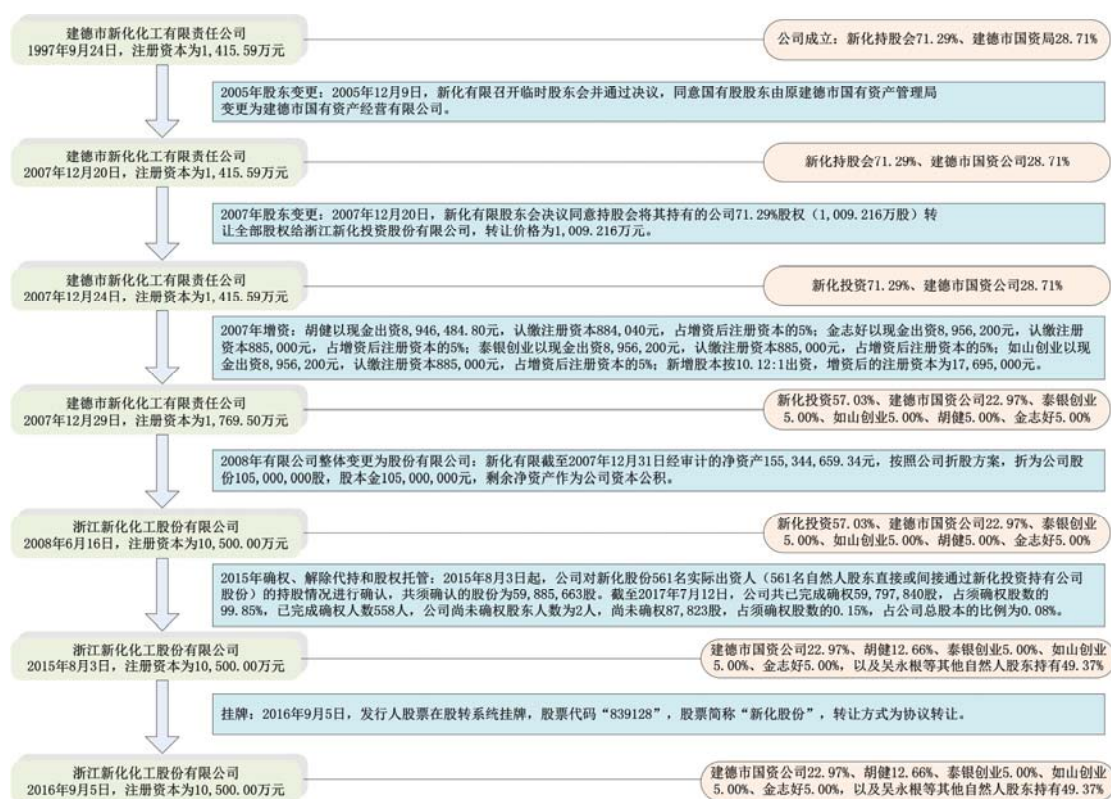 建德市新化化工有限责任公司
1997年9月24日，注册资本为1,415.59万元
公司成立：新化持股会71.29%、建德市国资局28.71%
2005年股东变更：2005年12月9日，新化有限召开临时股东会并通过决议，同意国有股股东由原建德市国有资产管理局
变更为建德市国有资产经营有限公司。
建德市新化化工有限责任公司
2007年12月20日，注册资本为1,415.59万元
新化持股会71.29%、建德市国资公司28.71%
2007年股东变更：2007年12月20日，新化有限股东会决议同意持股会将其持有的公司71.29%股权（1,009.216万股）转
让全部股权给浙江新化投资股份有限公司，转让价格为1,009.216万元。
建德市新化化工有限责任公司
2007年12月24日，注册资本为1,415.59万元
新化投资71.29%、建德市国资公司28.71%
2007年增资：胡健以现金出资8,946,484.80元，认缴注册资本884,040元，占增资后注册资本的5%；金志好以现金出资8,956,200元，认缴注册
资本885,000元，占增资后注册资本的5%；泰银创业以现金出资8,956,200元，认缴注册资本885,000元，占增资后注册资本的5%；如山创业以现
金出资8,956,200元，认缴注册资本885,000元，占增资后注册资本的5%；新增股本按10.12:1出资，增资后的注册资本为17,695,000元。
建德市新化化工有限责任公司
2007年12月29日，注册资本为1,769.50万元
新化投资57.03%、建德市国资公司22.97%、泰银创业
5.00%、如山创业5.00%、胡健5.00%、金志好5.00%
2008年有限公司整体变更为股份有限公司：新化有限截至2007年12月31日经审计的净资产155,344,659.34元，按照公司折股方案，折为公司股
份105,000,000股，股本金105,000,000元，剩余净资产作为公司资本公积。
浙江新化化工股份有限公司
2008年6月16日，注册资本为10,500.00万元
新化投资57.03%、建德市国资公司22.97%、泰银创业
5.00%、如山创业5.00%、胡健5.00%、金志好5.00%
2015年确权、解除代持和股权托管：2015年8月3日起，公司对新化股份561名实际出资人（561名自然人股东直接或间接通过新化投资持有公司
股份）的持股情况进行确认，共须确认的股份为59,885,663股。截至2017年7月12日，公司共已完成确权59,797,840股，占须确权股数的
99.85%，已完成确权人数558人，公司尚未确权股东人数为2人，尚未确权87,823股，占须确权股数的0.15%，占公司总股本的比例为0.08%。
浙江新化化工股份有限公司
2015年8月3日，注册资本为10,500.00万元
建德市国资公司22.97%、胡健12.66%、泰银创业5.00%、如山创业
5.00%、金志好5.00%，以及吴永根等其他自然人股东持有49.37%
挂牌：2016年9月5日，发行人股票在股转系统挂牌，股票代码“839128”，股票简称“新化股份”，转让方式为协议转让。
浙江新化化工股份有限公司
2016年9月5日，注册资本为10,500.00万元
建德市国资公司22.97%、胡健12.66%、泰银创业5.00%、如山创业
5.00%、金志好5.00%，以及吴永根等其他自然人股东持有49.37%